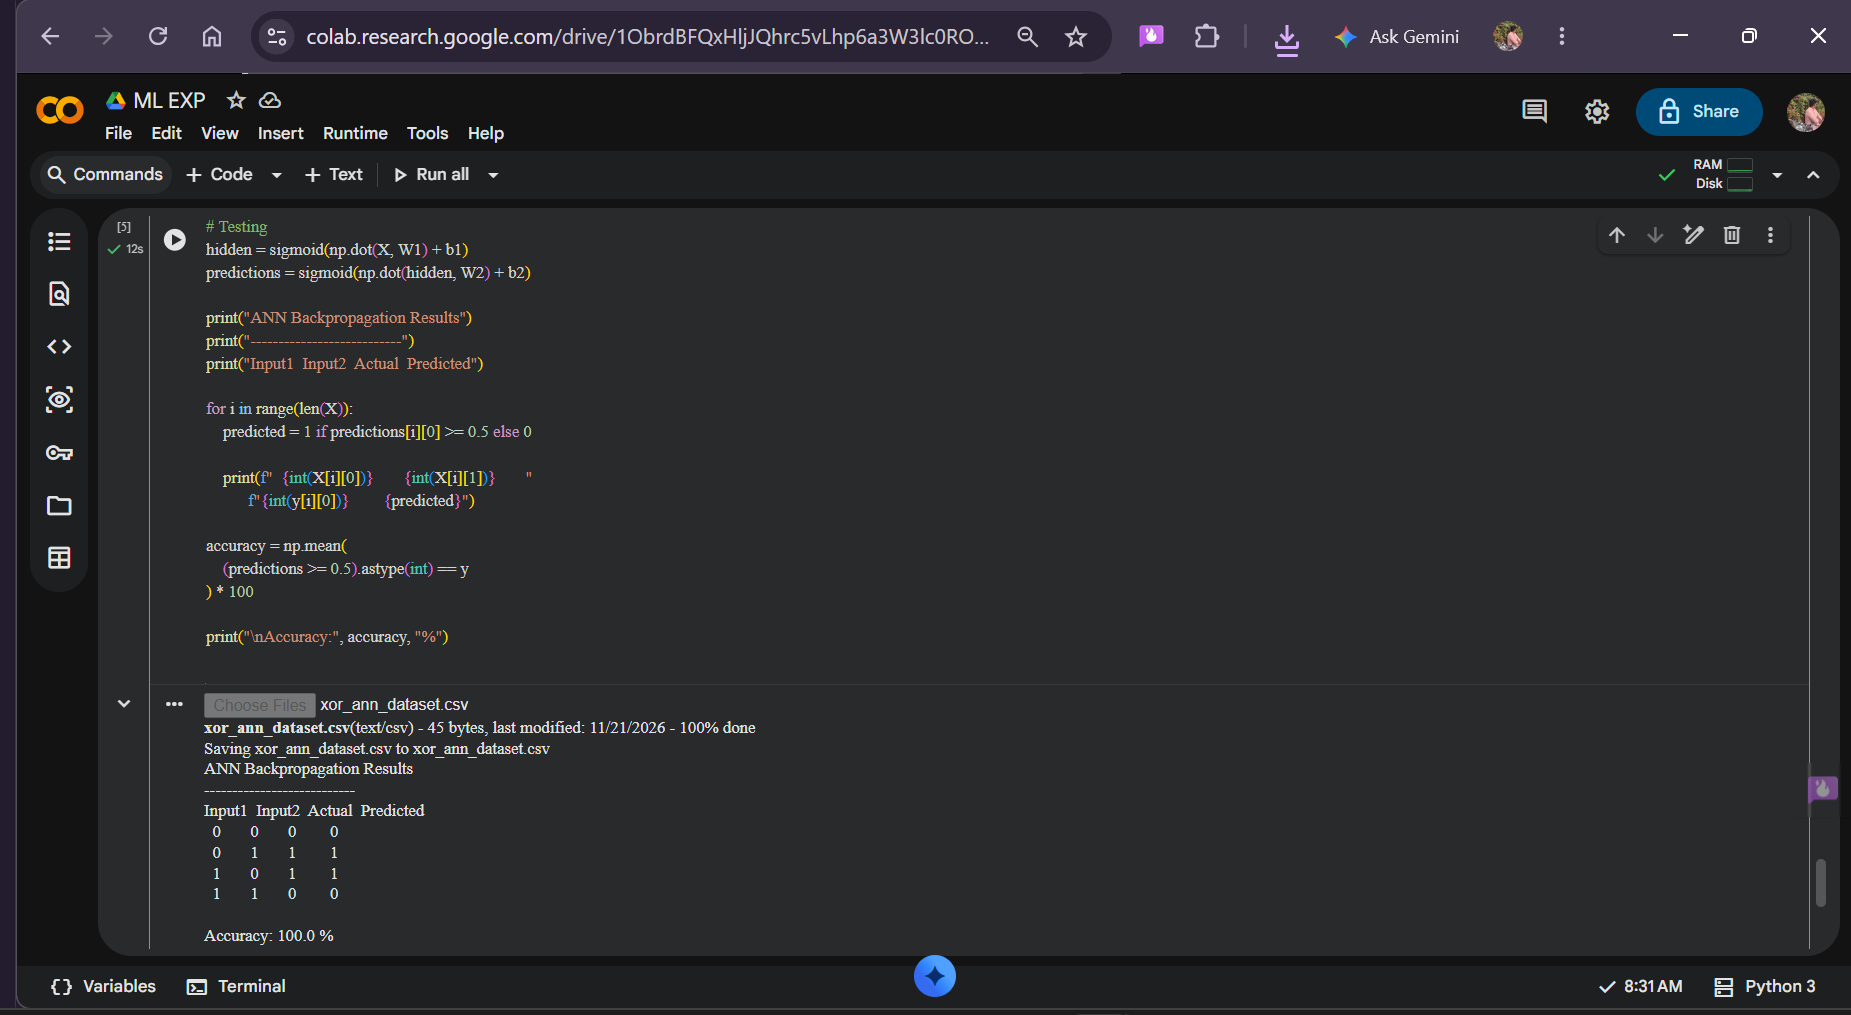 colab.research.google.com/drive/1ObrdBFQxHljJQhrc5vLhp6a3W3lc0RO...
Ask Gemini
ML EXP
File Edit View Insert Runtime Tools Help
Share
Commands + Code + Text Run all
RAM
Disk
[5]
12s
# Testing
hidden = sigmoid(np.dot(X, W1) + b1)
predictions = sigmoid(np.dot(hidden, W2) + b2)
print("ANN Backpropagation Results")
print("---------------------------")
print("Input1  Input2  Actual  Predicted")
for i in range(len(X)):
    predicted = 1 if predictions[i][0] >= 0.5 else 0
    print(f"  {int(X[i][0])}       {int(X[i][1])}       "
          f"{int(y[i][0])}        {predicted}")
accuracy = np.mean(
    (predictions >= 0.5).astype(int) == y
) * 100
print("\nAccuracy:", accuracy, "%")
Choose Files xor_ann_dataset.csv
xor_ann_dataset.csv(text/csv) - 45 bytes, last modified: 11/21/2026 - 100% done
Saving xor_ann_dataset.csv to xor_ann_dataset.csv
ANN Backpropagation Results
---------------------------
Input1  Input2  Actual  Predicted
0 0 0 0
0 1 1 1
1 0 1 1
1 1 0 0
Accuracy: 100.0 %
{} Variables Terminal
8:31 AM Python 3